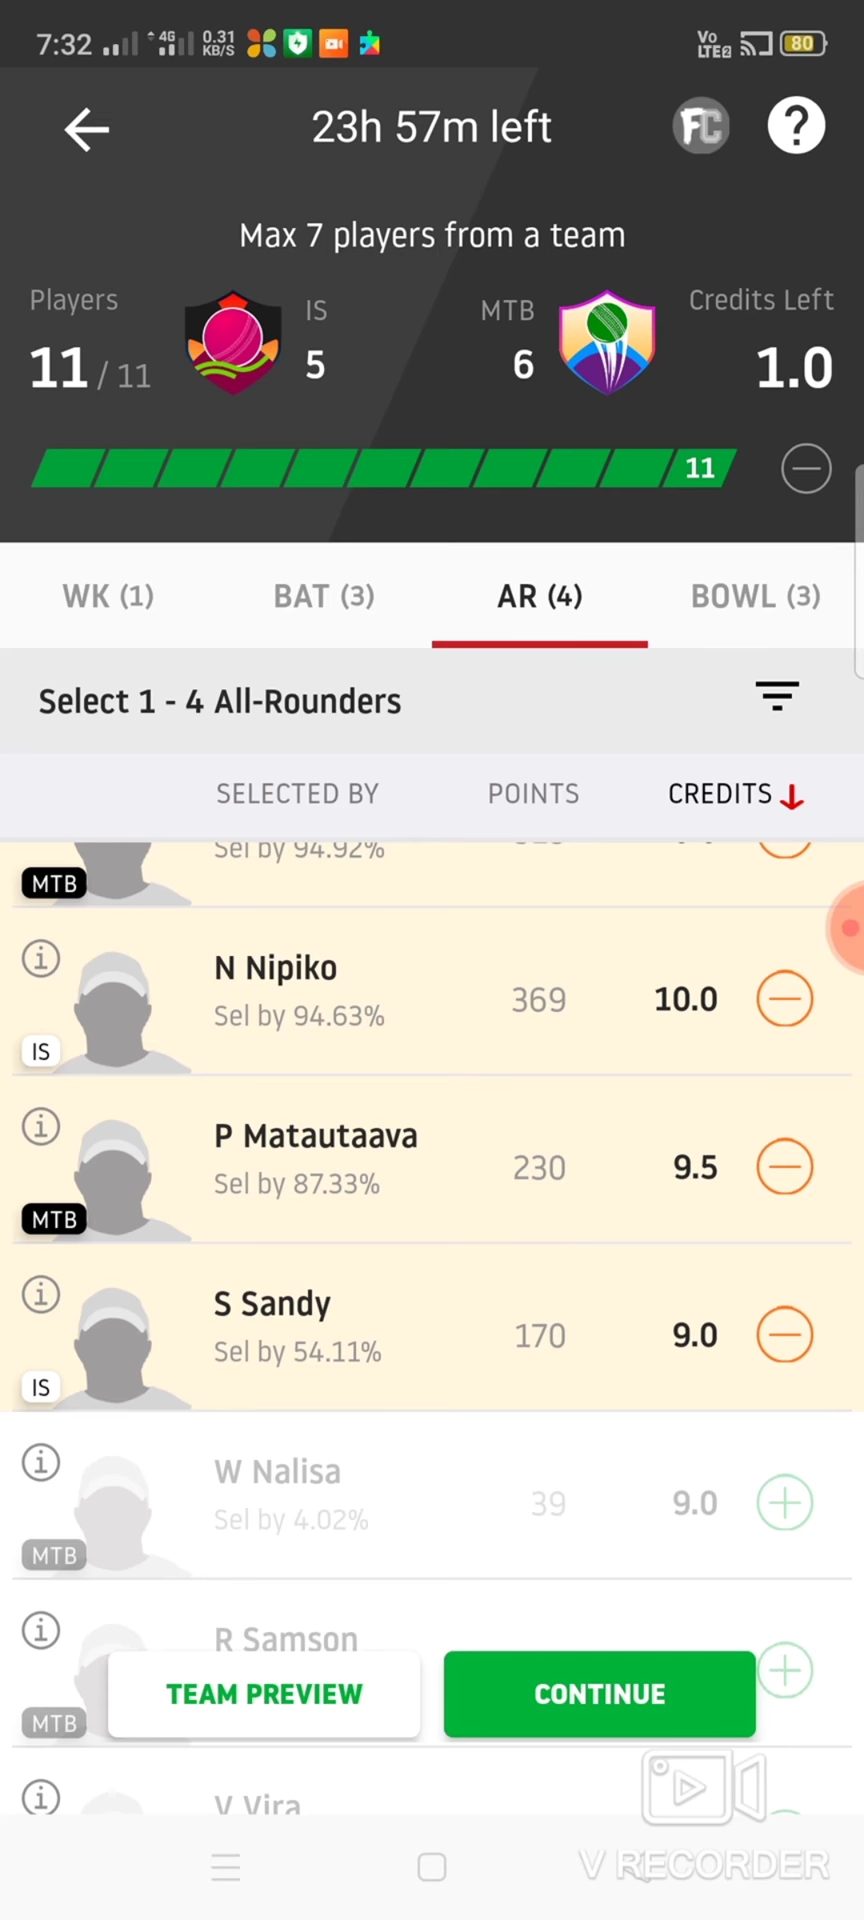 7:32 4G 0.31 KB/S Vo LTE2 80
23h 57m left FC ?
Max 7 players from a team
Players IS MTB Credits Left
11 / 11 5 6 1.0
11
WK (1) BAT (3) AR (4) BOWL (3)
Select 1 - 4 All-Rounders
SELECTED BY POINTS CREDITS
Sel by 94.92%
MTB
N Nipiko
Sel by 94.63% 369 10.0
IS
P Matautaava
Sel by 87.33% 230 9.5
MTB
S Sandy
Sel by 54.11% 170 9.0
IS
W Nalisa
Sel by 4.02% 39 9.0
MTB
R Samson
TEAM PREVIEW CONTINUE
MTB
V Vira
V RECORDER